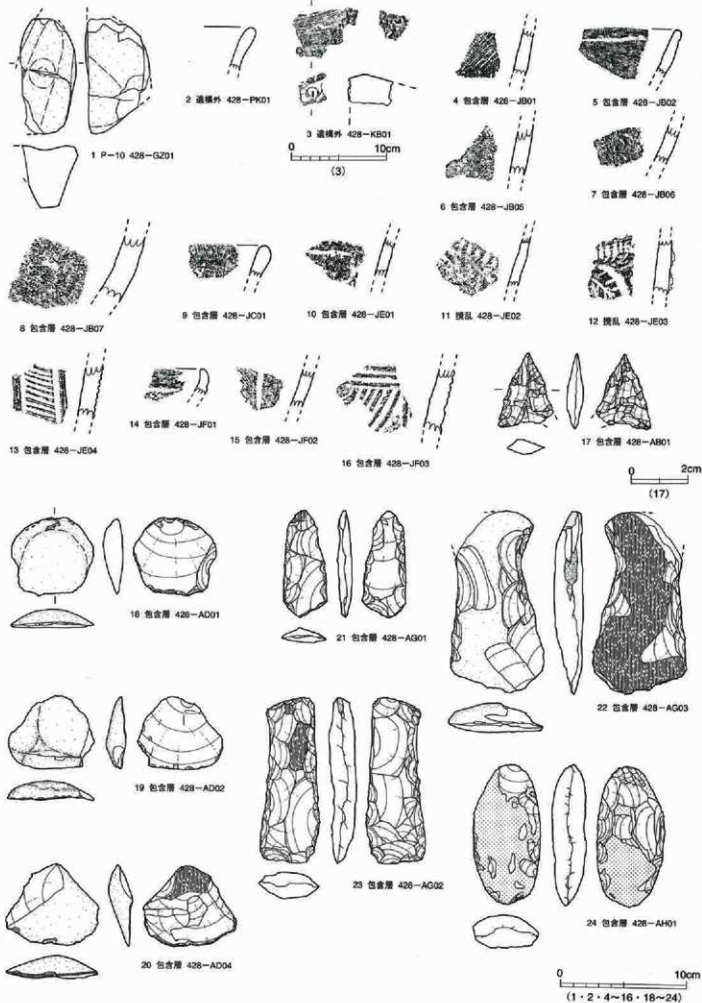 1 P-10 428-GZ01
2 遺構外 428-PK01
3 遺構外 428-KB01
0 10cm
(3)
4 包含層 428-JB01
5 包含層 428-JB02
6 包含層 428-JB05
7 包含層 428-JB06
8 包含層 428-JB07
9 包含層 428-JC01
10 包含層 428-JE01
11 撹乱 428-JE02
12 撹乱 428-JE03
13 包含層 428-JE04
14 包含層 428-JF01
15 包含層 428-JF02
16 包含層 428-JF03
17 包含層 428-AB01
0 2cm
(17)
18 包含層 428-AD01
21 包含層 428-AG01
22 包含層 428-AG03
19 包含層 428-AD02
23 包含層 428-AG02
24 包含層 428-AH01
20 包含層 428-AD04
0 10cm
(1・2・4~16・18~24)